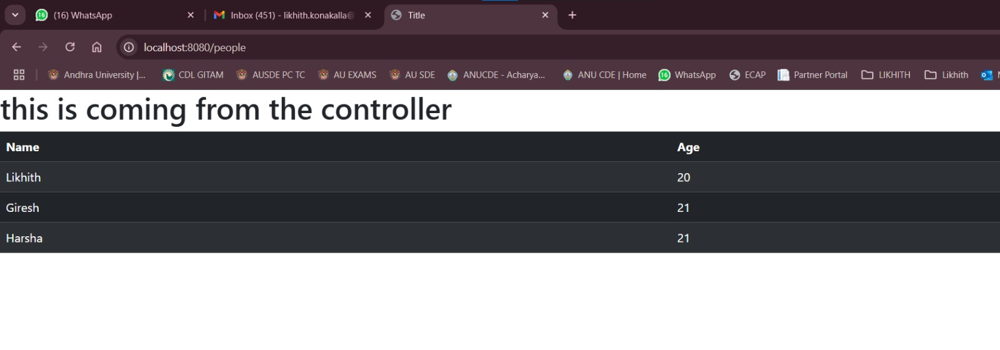 16 (16) WhatsApp Inbox (451) - likhith.konakalla@ Title
localhost:8080/people
Andhra University |... CDL GITAM AUSDE PC TC AU EXAMS AU SDE ANUCDE - Acharya... ANU CDE | Home 16 WhatsApp ECAP Partner Portal LIKHITH Likhith
this is coming from the controller
Name Age
Likhith 20
Giresh 21
Harsha 21